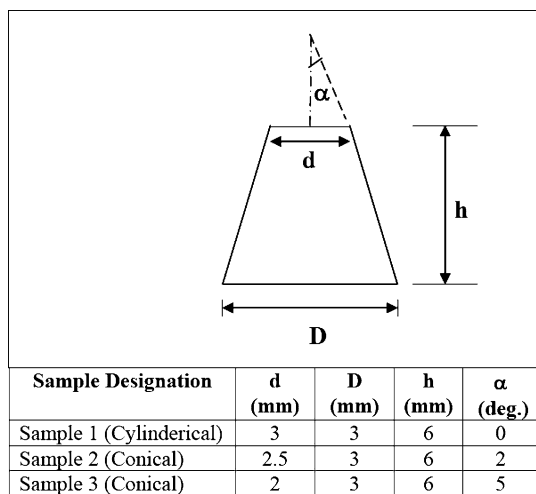 α
d
h
D
Sample Designation d (mm) D (mm) h (mm) α (deg.)
Sample 1 (Cylinderical) 3 3 6 0
Sample 2 (Conical) 2.5 3 6 2
Sample 3 (Conical) 2 3 6 5